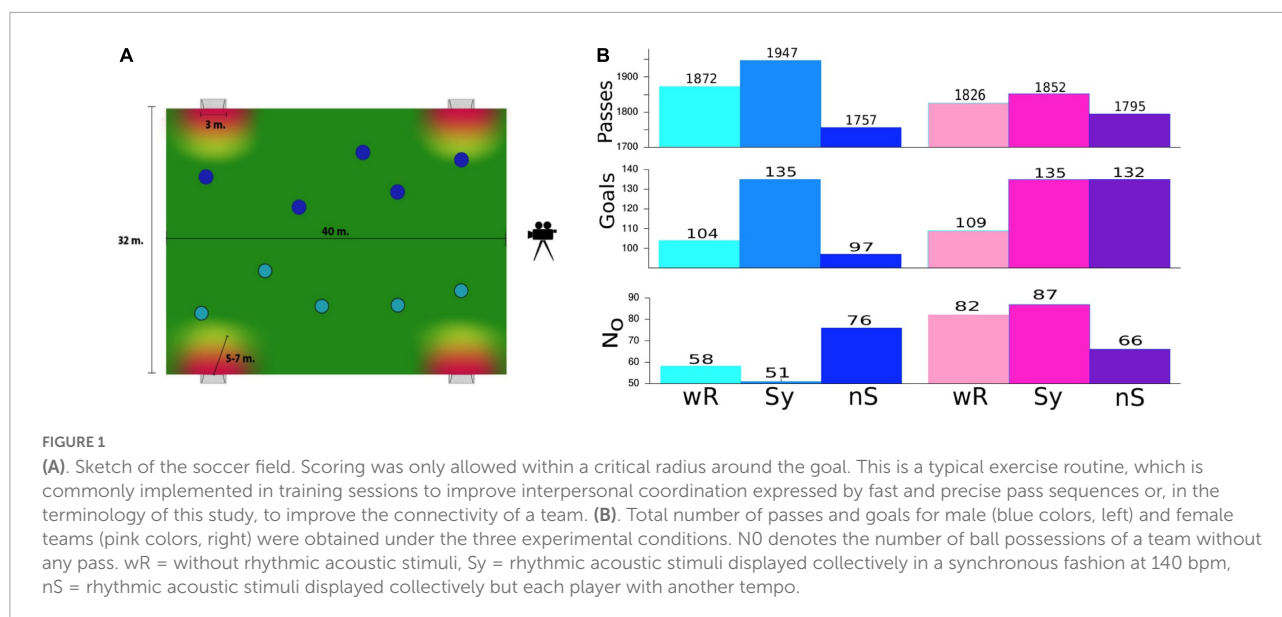 A
3 m.
32 m.
40 m.
5-7 m.
B
Passes
1900
1800
1700
1872
1947
1757
1826
1852
1795
Goals
140
130
120
110
100
104
135
97
109
135
132
N0
90
80
70
60
50
58
51
76
82
87
66
wR Sy nS wR Sy nS
FIGURE 1
(A). Sketch of the soccer field. Scoring was only allowed within a critical radius around the goal. This is a typical exercise routine, which is
commonly implemented in training sessions to improve interpersonal coordination expressed by fast and precise pass sequences or, in the
terminology of this study, to improve the connectivity of a team. (B). Total number of passes and goals for male (blue colors, left) and female
teams (pink colors, right) were obtained under the three experimental conditions. N0 denotes the number of ball possessions of a team without
any pass. wR = without rhythmic acoustic stimuli, Sy = rhythmic acoustic stimuli displayed collectively in a synchronous fashion at 140 bpm,
nS = rhythmic acoustic stimuli displayed collectively but each player with another tempo.